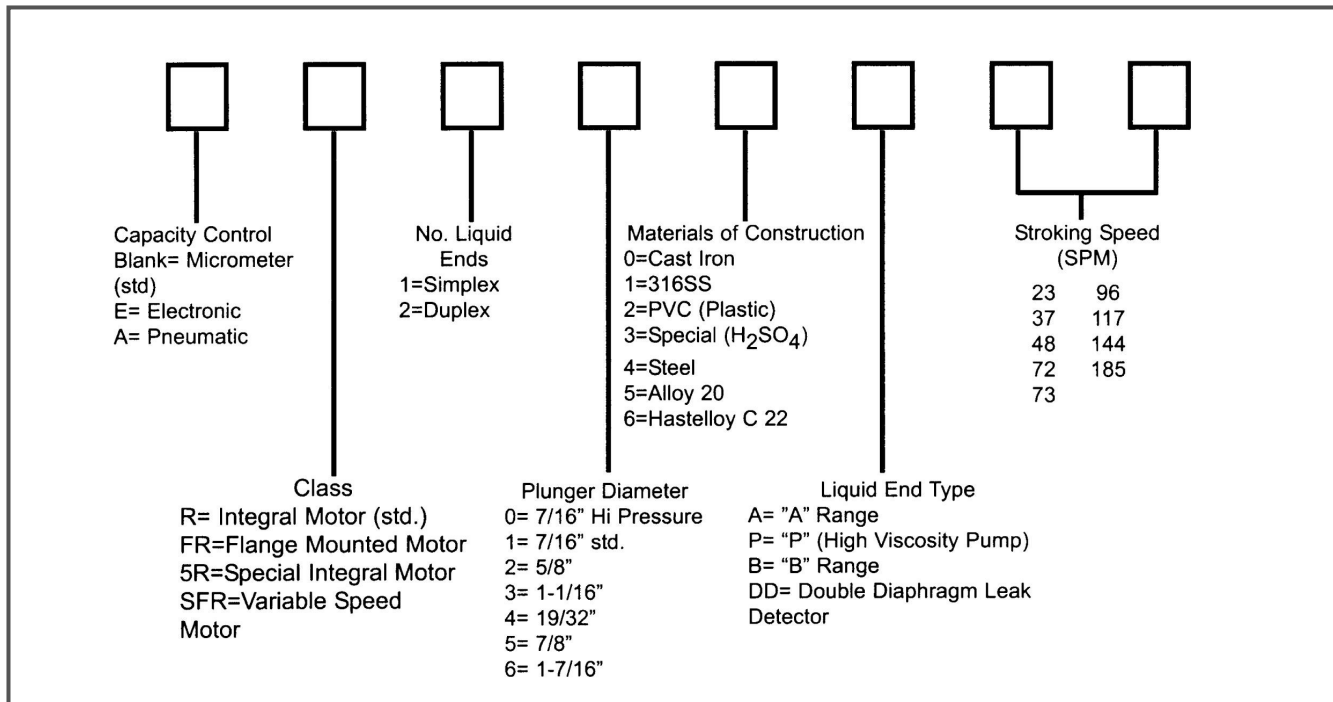 Capacity Control
Blank= Micrometer
(std)
E= Electronic
A= Pneumatic
No. Liquid
Ends
1=Simplex
2=Duplex
Materials of Construction
0=Cast Iron
1=316SS
2=PVC (Plastic)
3=Special (H₂SO₄)
4=Steel
5=Alloy 20
6=Hastelloy C 22
Stroking Speed
(SPM)
23 96
37 117
48 144
72 185
73
Class
R= Integral Motor (std.)
FR=Flange Mounted Motor
5R=Special Integral Motor
SFR=Variable Speed
Motor
Plunger Diameter
0= 7/16” Hi Pressure
1= 7/16” std.
2= 5/8”
3= 1-1/16”
4= 19/32”
5= 7/8”
6= 1-7/16”
Liquid End Type
A= ”A” Range
P= “P” (High Viscosity Pump)
B= “B” Range
DD= Double Diaphragm Leak
Detector